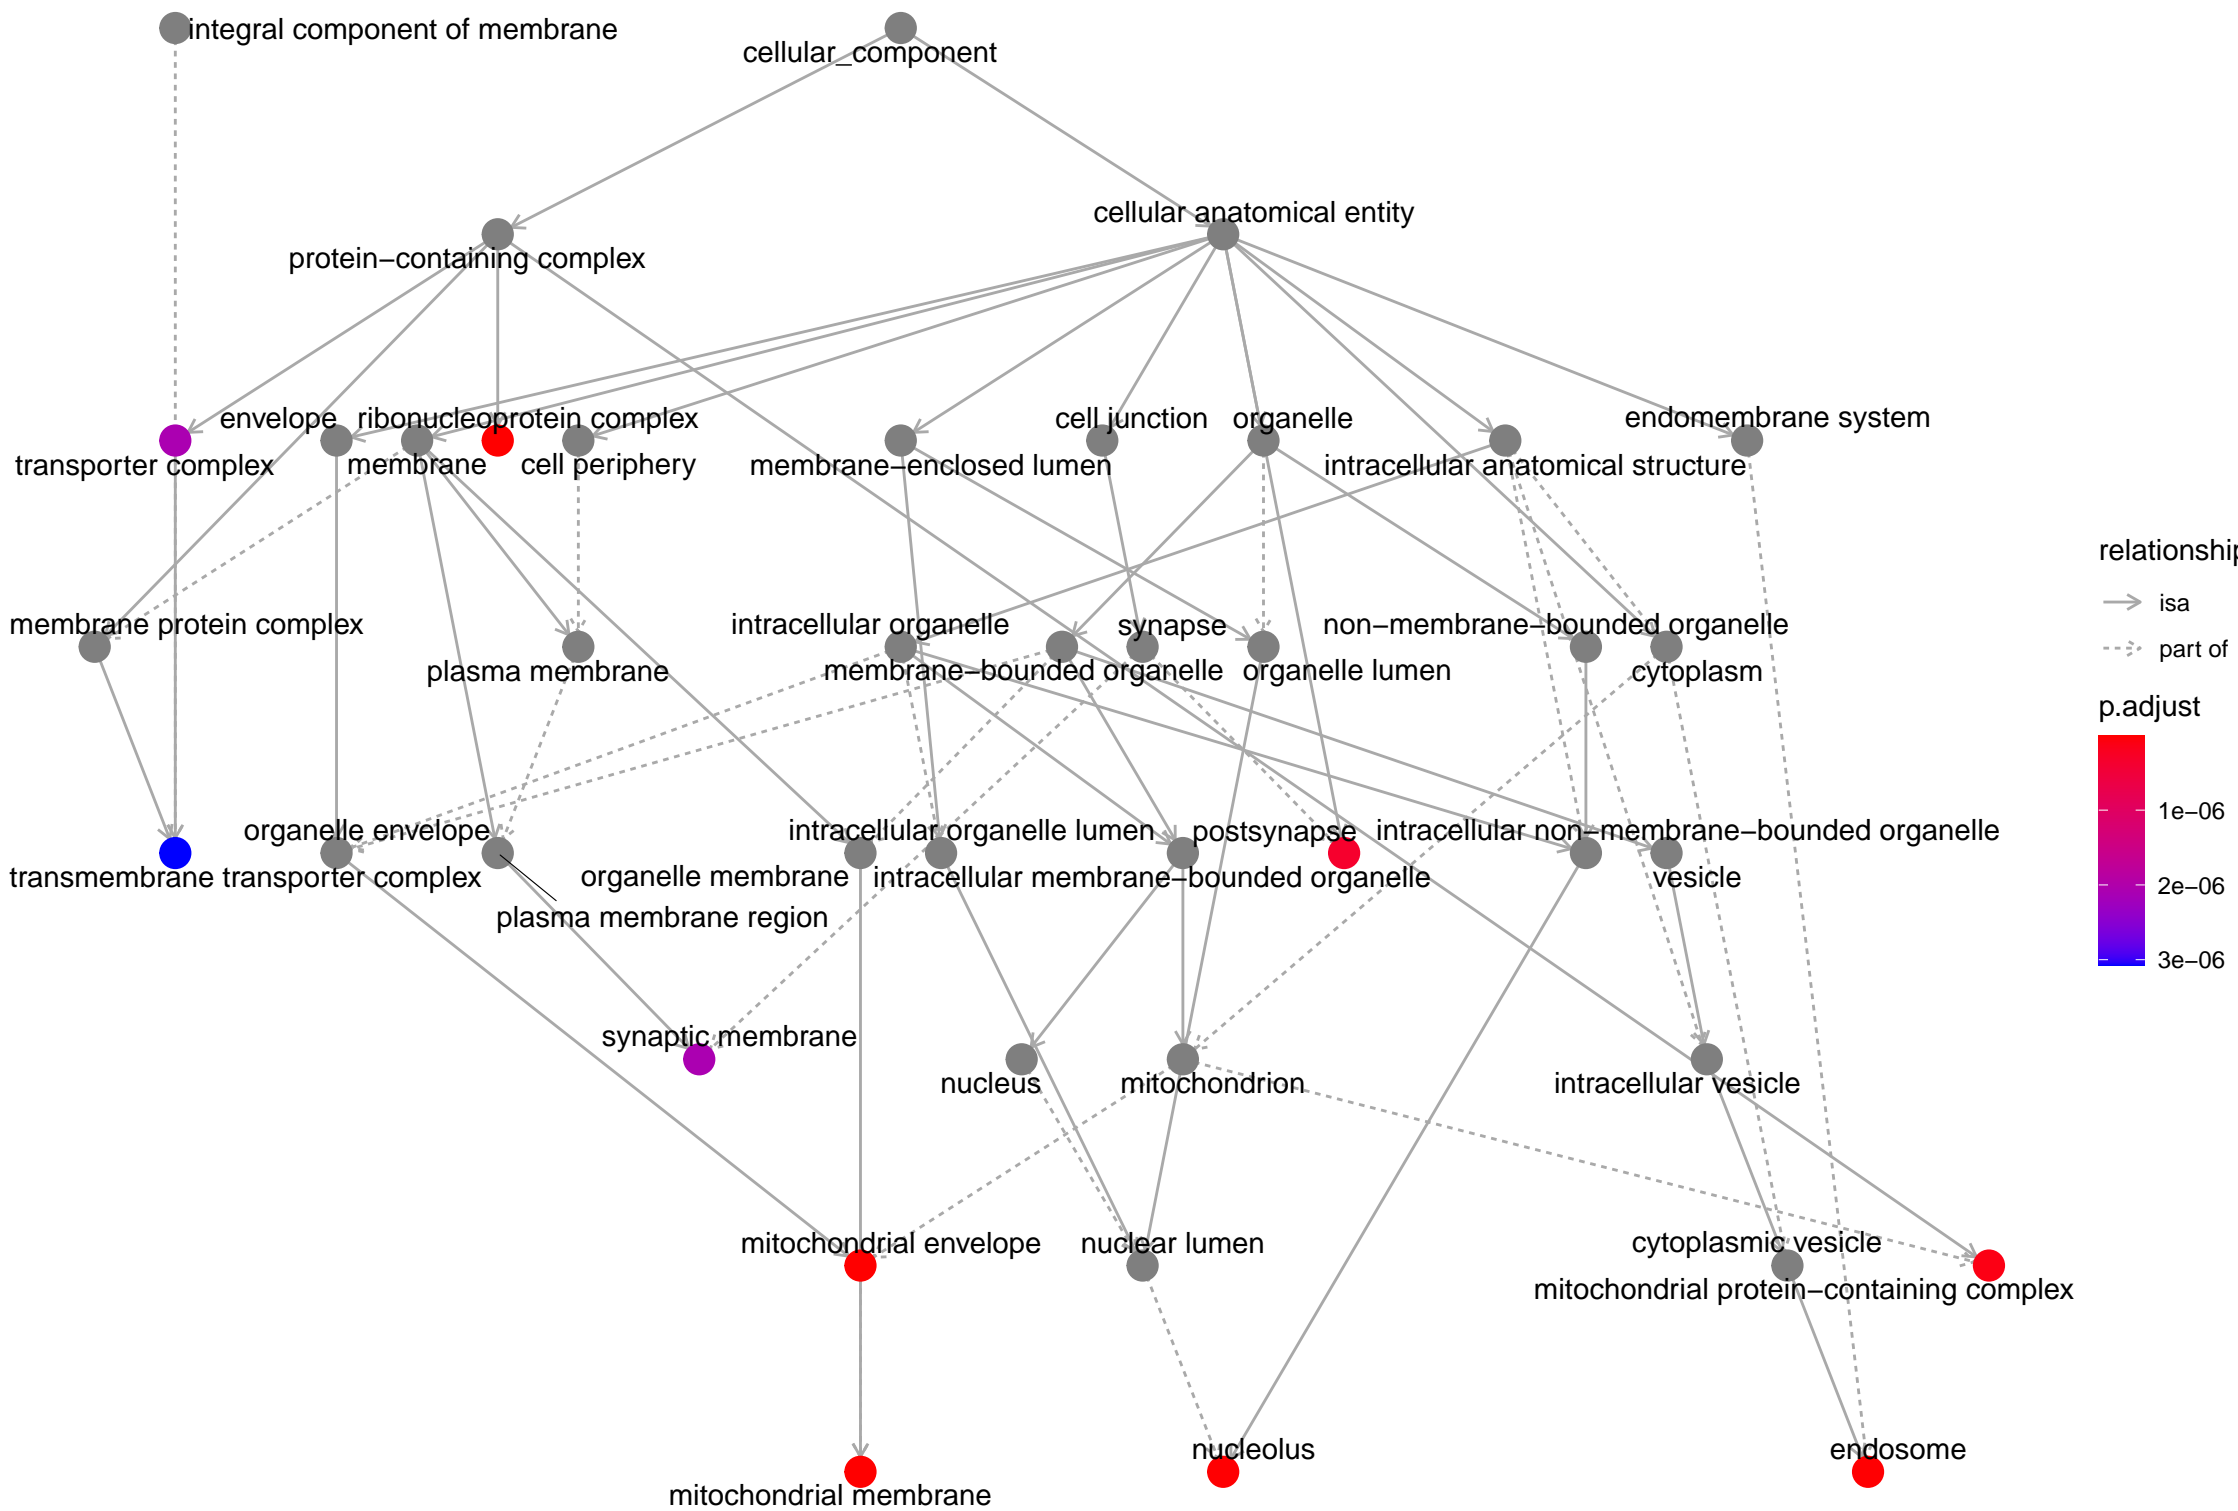 integral component of membrane
cellular_component
cellular anatomical entity
protein−containing complex
envelope
ribonucleoprotein complex
cell junction
organelle
endomembrane system
transporter complex
membrane
cell periphery
membrane−enclosed lumen
intracellular anatomical structure
membrane protein complex
intracellular organelle
synapse
non−membrane−bounded organelle
plasma membrane
membrane−bounded organelle
organelle lumen
cytoplasm
organelle envelope
intracellular organelle lumen
postsynapse
intracellular non−membrane−bounded organelle
transmembrane transporter complex
organelle membrane
intracellular membrane−bounded organelle
vesicle
plasma membrane region
synaptic membrane
nucleus
mitochondrion
intracellular vesicle
mitochondrial envelope
nuclear lumen
cytoplasmic vesicle
mitochondrial protein−containing complex
nucleolus
endosome
mitochondrial membrane
relationship
isa
part of
p.adjust
1e−06
2e−06
3e−06